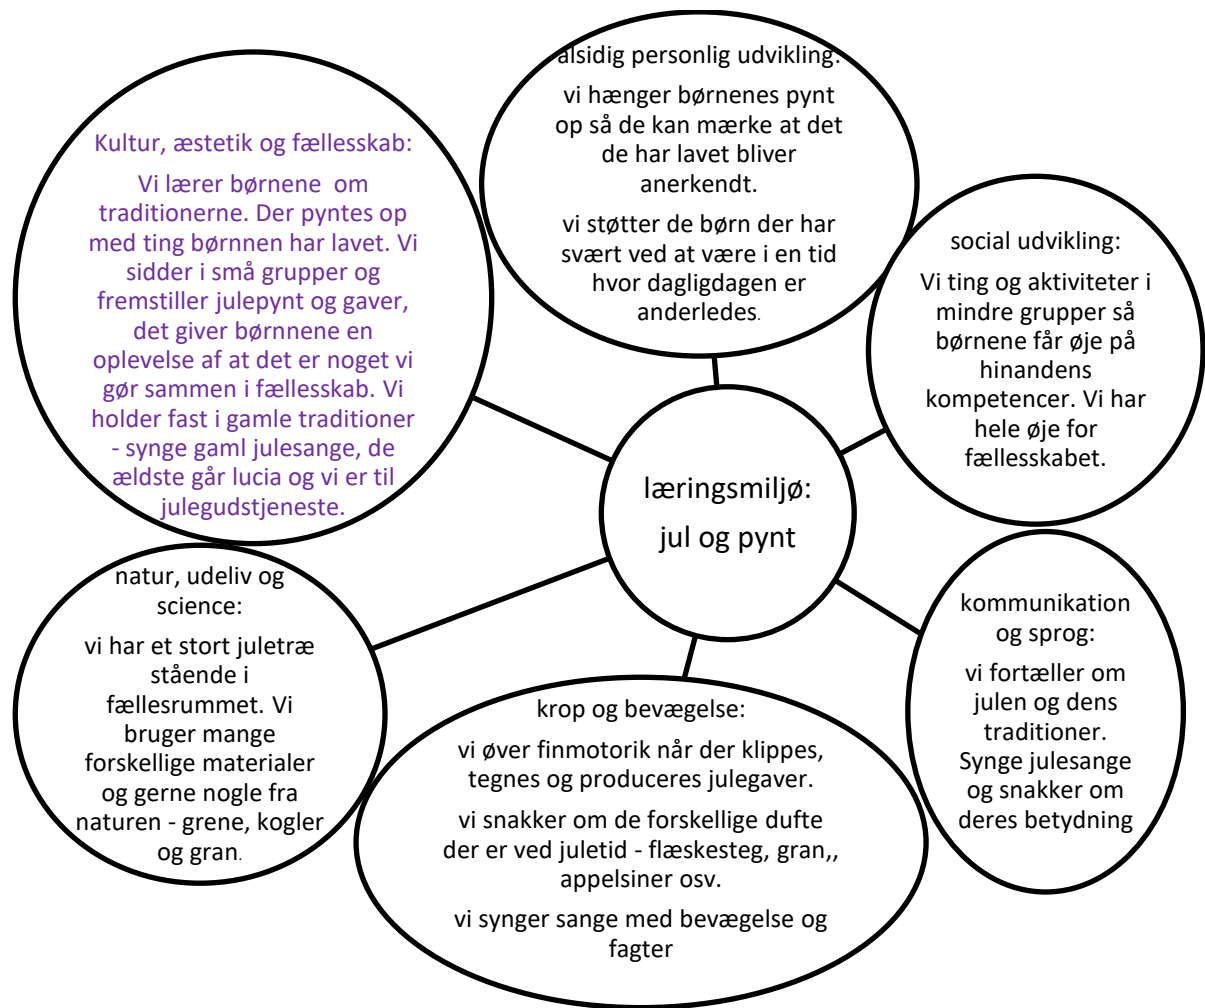 alsidig personlig udvikling:
vi hænger børnenes pynt
op så de kan mærke at det
de har lavet bliver
anerkendt.
vi støtter de børn der har
svært ved at være i en tid
hvor dagligdagen er
anderledes.
Kultur, æstetik og fællesskab:
Vi lærer børnene om
traditionerne. Der pyntes op
med ting børnnen har lavet. Vi
sidder i små grupper og
fremstiller julepynt og gaver,
det giver børnnene en
oplevelse af at det er noget vi
gør sammen i fællesskab. Vi
holder fast i gamle traditioner
- synge gaml julesange, de
ældste går lucia og vi er til
julegudstjeneste.
social udvikling:
Vi ting og aktiviteter i
mindre grupper så
børnene får øje på
hinandens
kompetencer. Vi har
hele øje for
fællesskabet.
læringsmiljø:
jul og pynt
natur, udeliv og
science:
vi har et stort juletræ
stående i
fællesrummet. Vi
bruger mange
forskellige materialer
og gerne nogle fra
naturen - grene, kogler
og gran.
kommunikation
og sprog:
vi fortæller om
julen og dens
traditioner.
Synge julesange
og snakker om
deres betydning
krop og bevægelse:
vi øver finmotorik når der klippes,
tegnes og produceres julegaver.
vi snakker om de forskellige dufte
der er ved juletid - flæskesteg, gran,,
appelsiner osv.
vi synger sange med bevægelse og
fagter